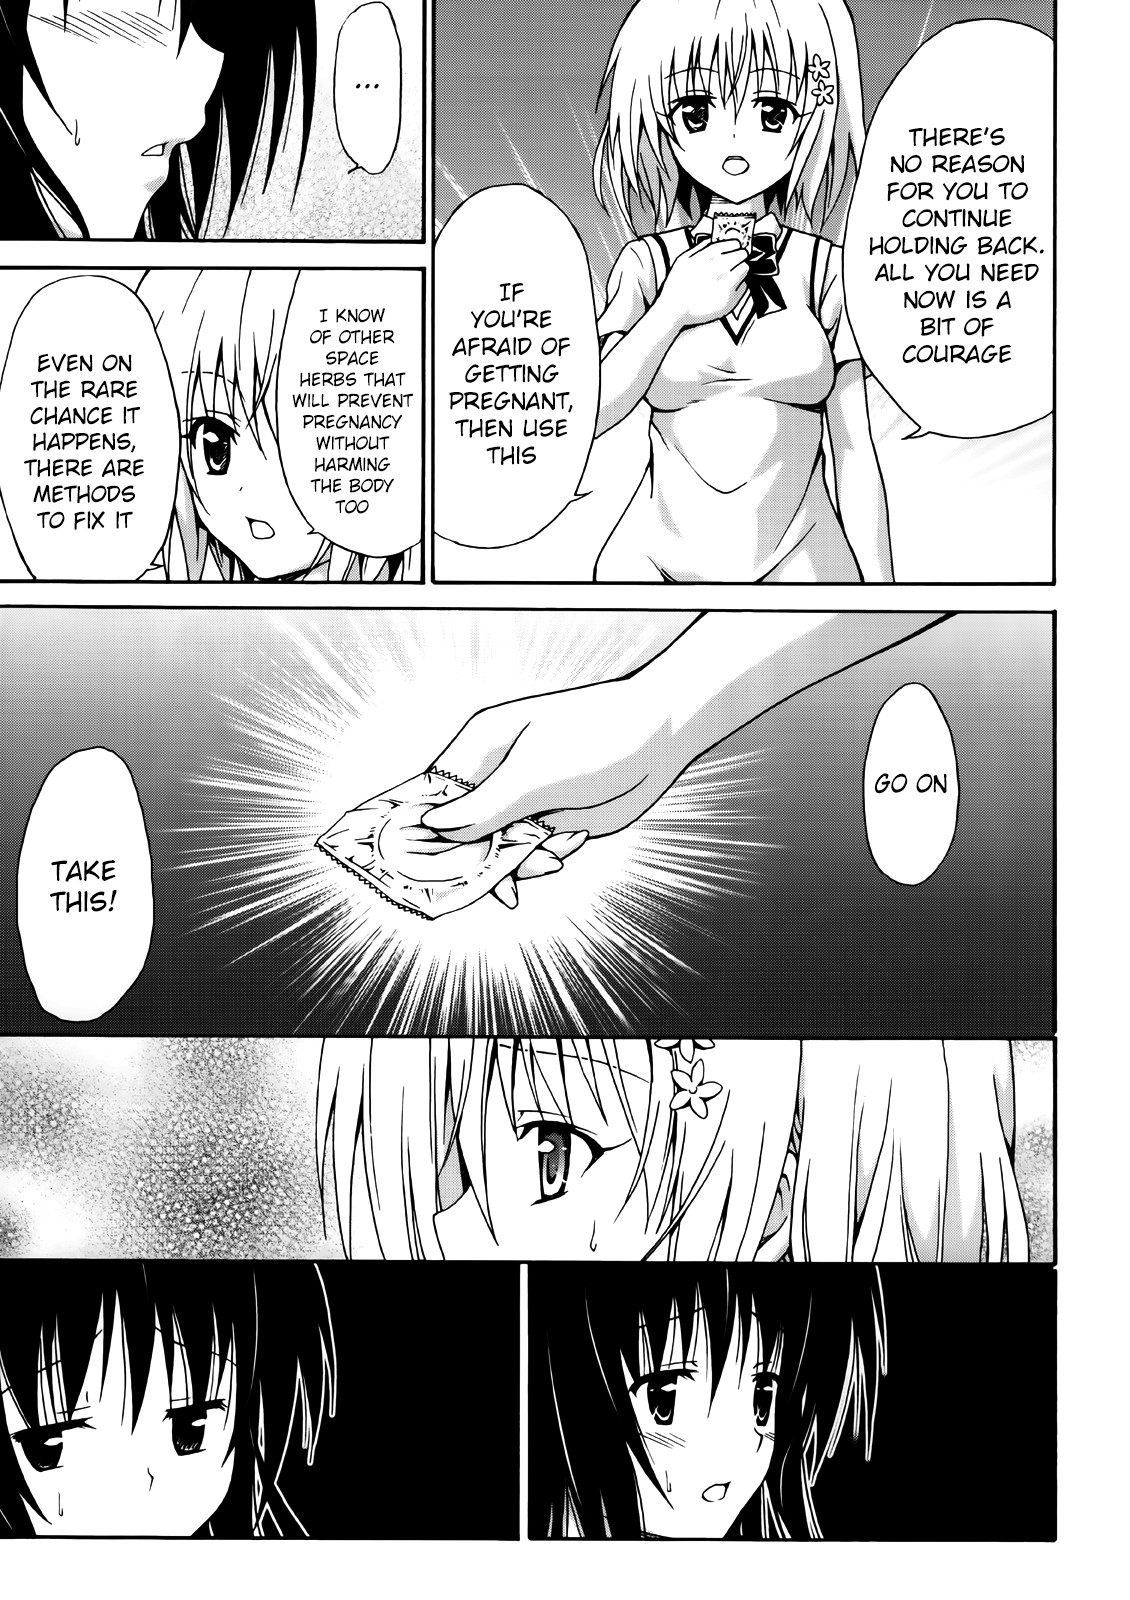 THERE'S
NO REASON
FOR YOU TO
CONTINUE
HOLDING BACK.
ALL YOU NEED
NOW IS A
BIT OF
COURAGE
IF
YOU'RE
AFRAID OF
GETTING
PREGNANT,
THEN USE
THIS
...
I KNOW
OF OTHER
SPACE
HERBS THAT
WILL PREVENT
PREGNANCY
WITHOUT
HARMING
THE BODY
TOO
EVEN ON
THE RARE
CHANCE IT
HAPPENS,
THERE ARE
METHODS
TO FIX IT
GO ON
TAKE
THIS!